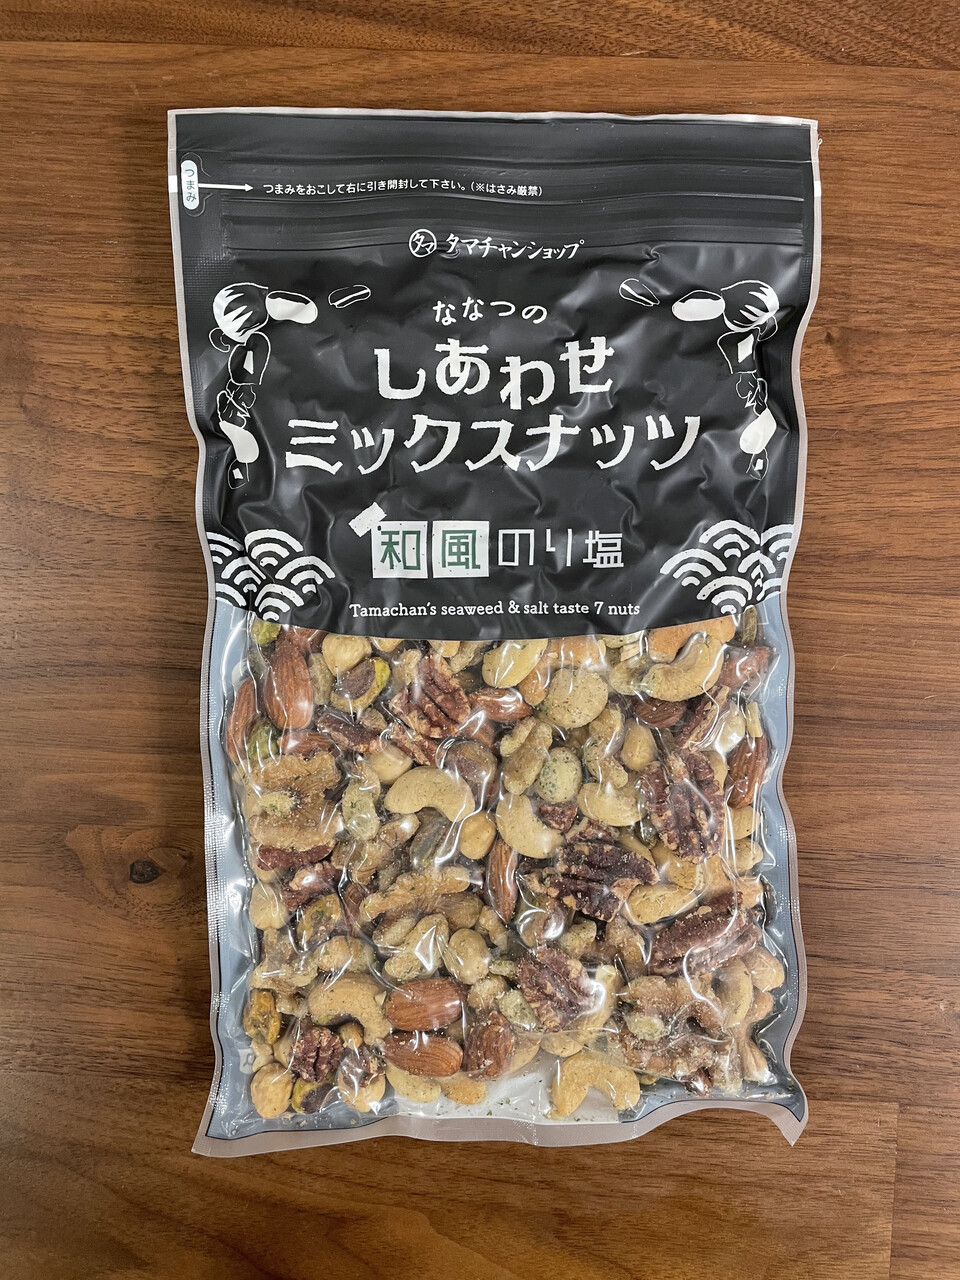 つまみ
つまみをおこして右に引き開封して下さい。(※はさみ厳禁)
タマ タマチャンショップ
ななつの
しあわせ
ミックスナッツ
和風のり塩
Tamachan's seaweed & salt taste 7 nuts